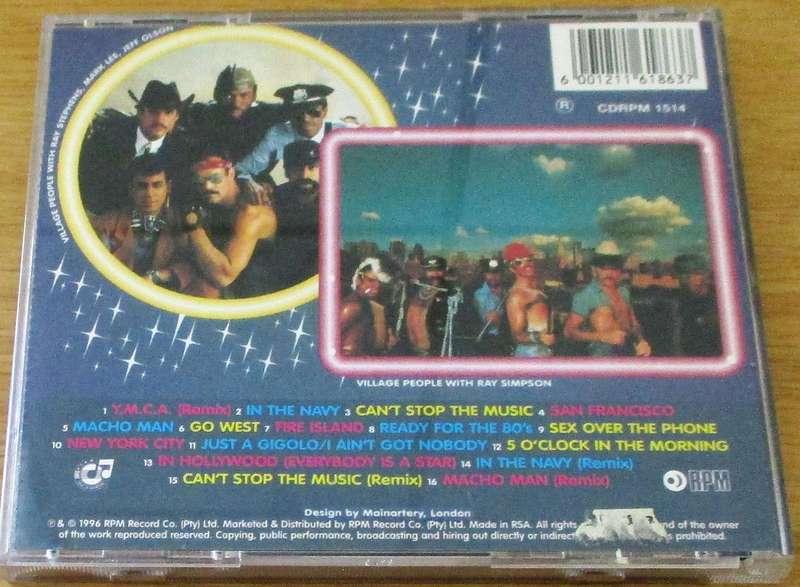 VILLAGE PEOPLE WITH RAY STEPHENS, MARK LEE, JEFF OLSON
6 001211 618637
R CDRPM 1514
VILLAGE PEOPLE WITH RAY SIMPSON
1 Y.M.C.A. (Remix) 2 IN THE NAVY 3 CAN'T STOP THE MUSIC 4 SAN FRANCISCO
5 MACHO MAN 6 GO WEST 7 FIRE ISLAND 8 READY FOR THE 80's 9 SEX OVER THE PHONE
10 NEW YORK CITY 11 JUST A GIGOLO/I AIN'T GOT NOBODY 12 5 O'CLOCK IN THE MORNING
13 IN HOLLYWOOD (EVERYBODY IS A STAR) 14 IN THE NAVY (Remix)
15 CAN'T STOP THE MUSIC (Remix) 16 MACHO MAN (Remix)
RPM
Design by Mainartery, London
℗ & © 1996 RPM Record Co. (Pty) Ltd. Marketed & Distributed by RPM Record Co. (Pty) Ltd. Made in RSA. All rights nd of the owner
of the work reproduced reserved. Copying, public performance, broadcasting and hiring out directly or indirect s prohibited.